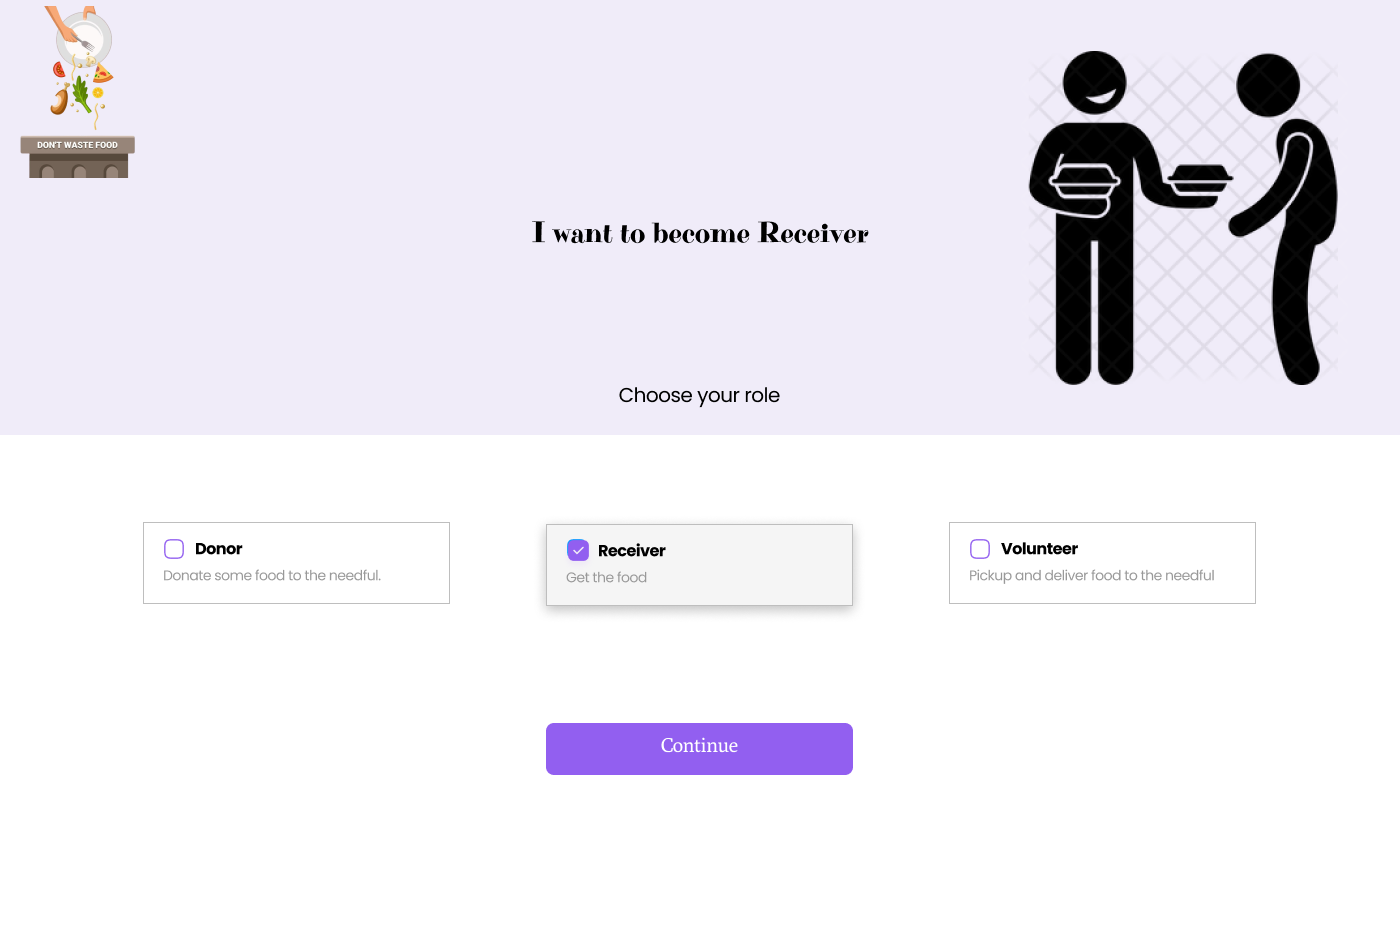 DON'T WASTE FOOD
I want to become Receiver
Choose your role
Donor
Donate some food to the needful.
Receiver
Get the food
Volunteer
Pickup and deliver food to the needful
Continue